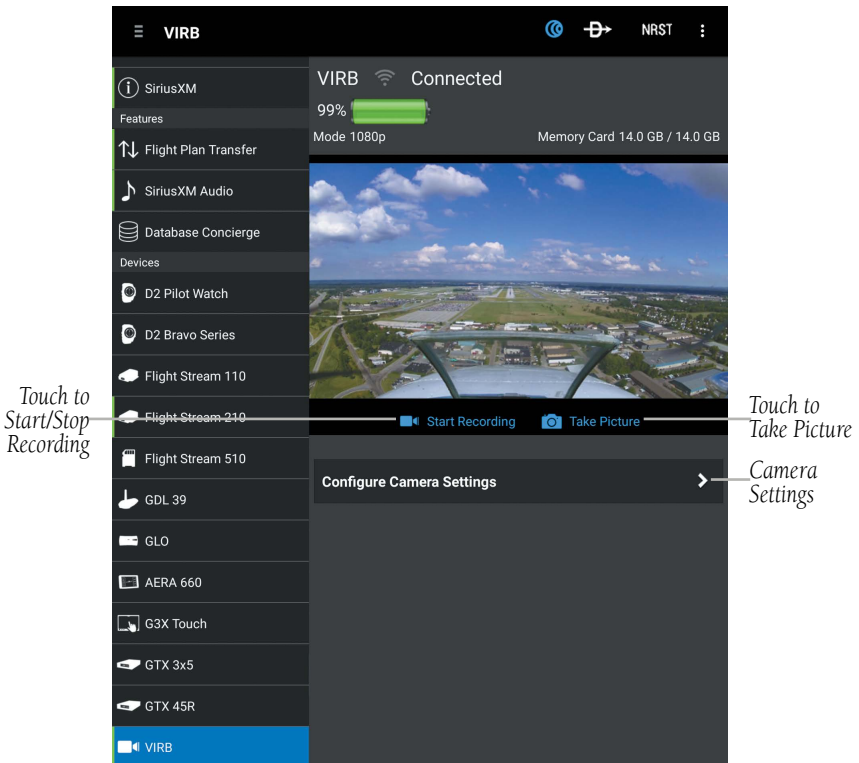 VIRB
NRST
SiriusXM
Features
Flight Plan Transfer
SiriusXM Audio
Database Concierge
Devices
D2 Pilot Watch
D2 Bravo Series
Flight Stream 110
Flight Stream 210
Flight Stream 510
GDL 39
GLO
AERA 660
G3X Touch
GTX 3x5
GTX 45R
VIRB
VIRB Connected
99%
Mode 1080p Memory Card 14.0 GB / 14.0 GB
Start Recording Take Picture
Configure Camera Settings
Touch to
Start/Stop
Recording
Touch to
Take Picture
Camera
Settings